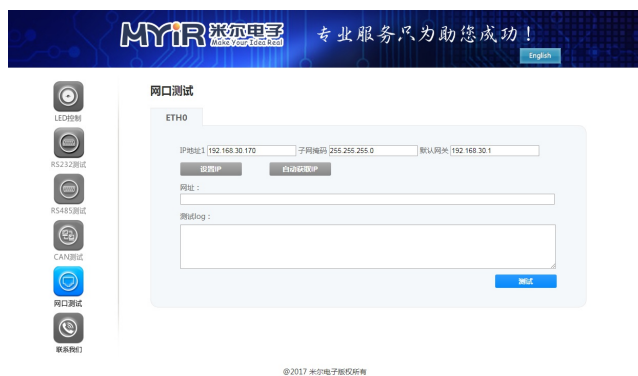 MYiR 米尔电子
Make Your Idea Real
专业服务只为助您成功！
English
LED控制
RS232测试
RS485测试
CAN测试
网口测试
联系我们
网口测试
ETH0
IP地址1 192.168.30.170 子网掩码 255.255.255.0 默认网关 192.168.30.1
设置IP 自动获取IP
网址：
测试log：
测试
@2017 米尔电子版权所有